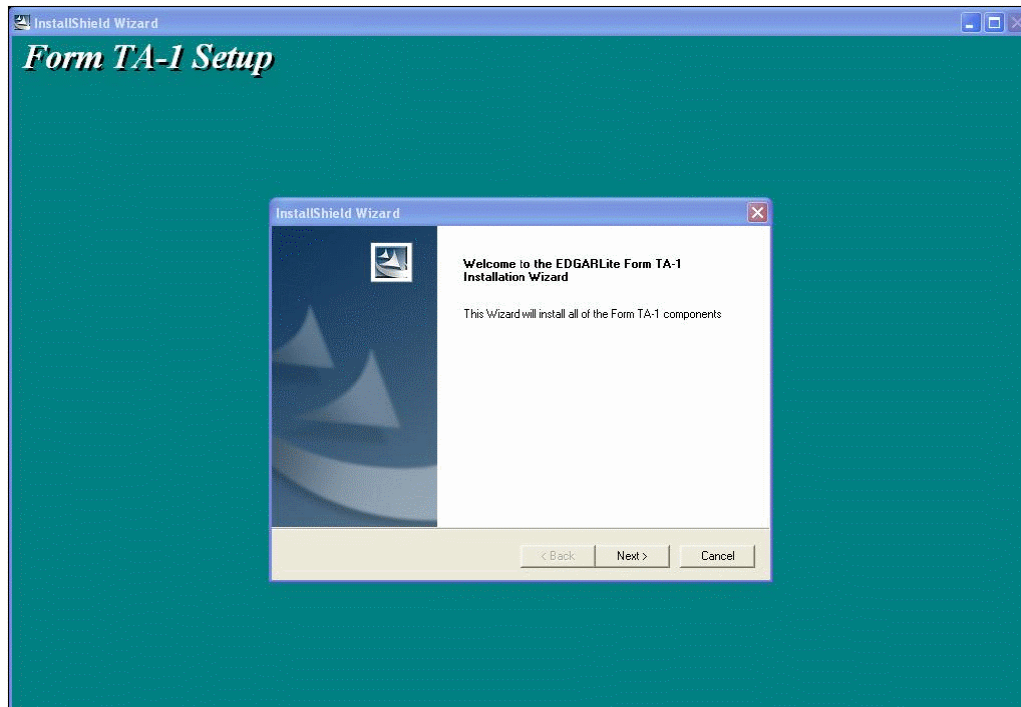 InstallShield Wizard
Form TA-1 Setup
InstallShield Wizard
Welcome to the EDGARLite Form TA-1
Installation Wizard
This Wizard will install all of the Form TA-1 components
< Back
Next >
Cancel